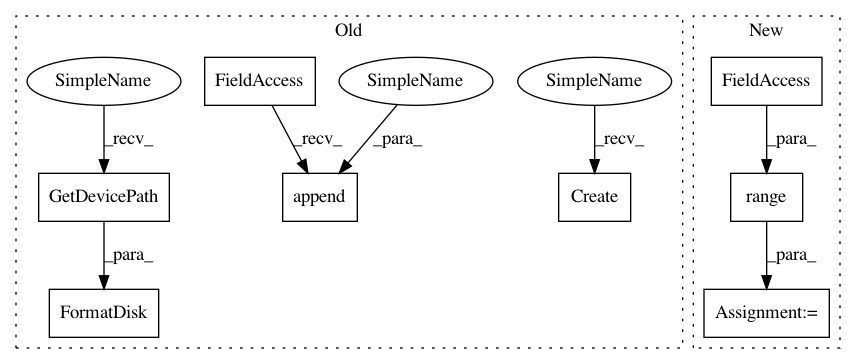 Old
New
SimpleName
FieldAccess
SimpleName
SimpleName
FieldAccess
_recv_
_recv_
_para_
_recv_
_para_
GetDevicePath
append
Create
range
_para_
_para_
FormatDisk
Assignment:=